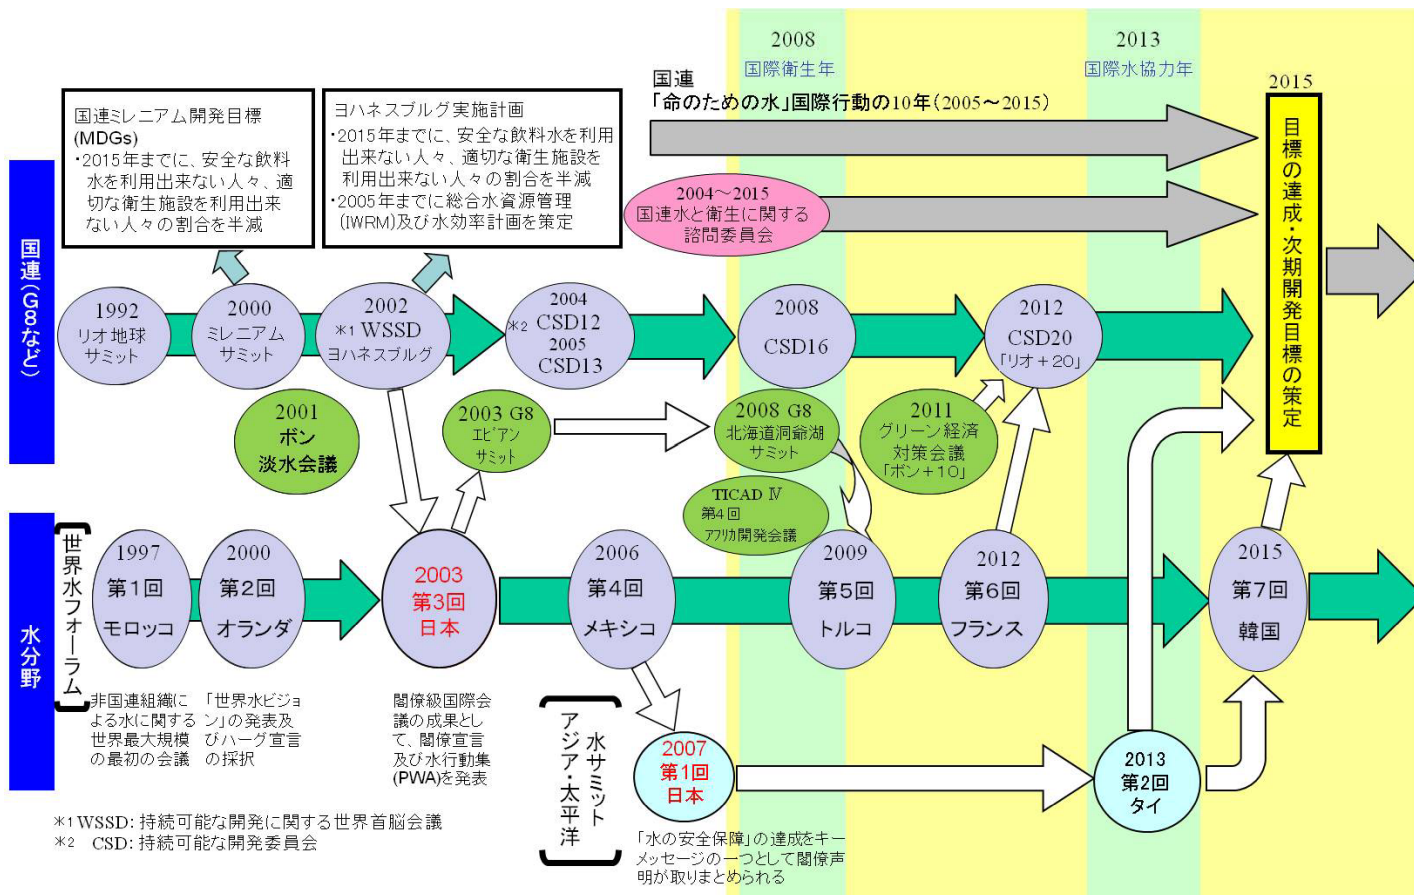 2008
国際衛生年
2013
国際水協力年
2015
国連
「命のための水」国際行動の10年(2005～2015)
国連ミレニアム開発目標
(MDGs)
・2015年までに、安全な飲料
水を利用出来ない人々、適
切な衛生施設を利用出来
ない人々の割合を半減
ヨハネスブルグ実施計画
・2015年までに、安全な飲料水を利用
出来ない人々、適切な衛生施設を
利用出来ない人々の割合を半減
・2005年までに総合水資源管理
(IWRM)及び水効率計画を策定
2004～2015
国連水と衛生に関する
諮問委員会
目標の達成・次期開発目標の策定
国連(G8など)
1992
リオ地球
サミット
2000
ミレニアム
サミット
2002
*1 WSSD
ヨハネスブルグ
2004
*2 CSD12
2005
CSD13
2008
CSD16
2012
CSD20
「リオ+20」
2001
ボン
淡水会議
2003 G8
エビアン
サミット
2008 G8
北海道洞爺湖
サミット
2011
グリーン経済
対策会議
「ボン+10」
TICAD Ⅳ
第4回
アフリカ開発会議
水分野
世界水フォーラム
1997
第1回
モロッコ
2000
第2回
オランダ
2003
第3回
日本
2006
第4回
メキシコ
2009
第5回
トルコ
2012
第6回
フランス
2015
第7回
韓国
非国連組織に
よる水に関する
世界最大規模
の最初の会議
「世界水ビジョ
ン」の発表及
びハーグ宣言
の採択
閣僚級国際会
議の成果とし
て、閣僚宣言
及び水行動集
(PWA)を発表
アジア・太平洋
水サミット
2007
第1回
日本
2013
第2回
タイ
「水の安全保障」の達成をキー
メッセージの一つとして閣僚声
明が取りまとめられる
*1 WSSD: 持続可能な開発に関する世界首脳会議
*2 CSD: 持続可能な開発委員会